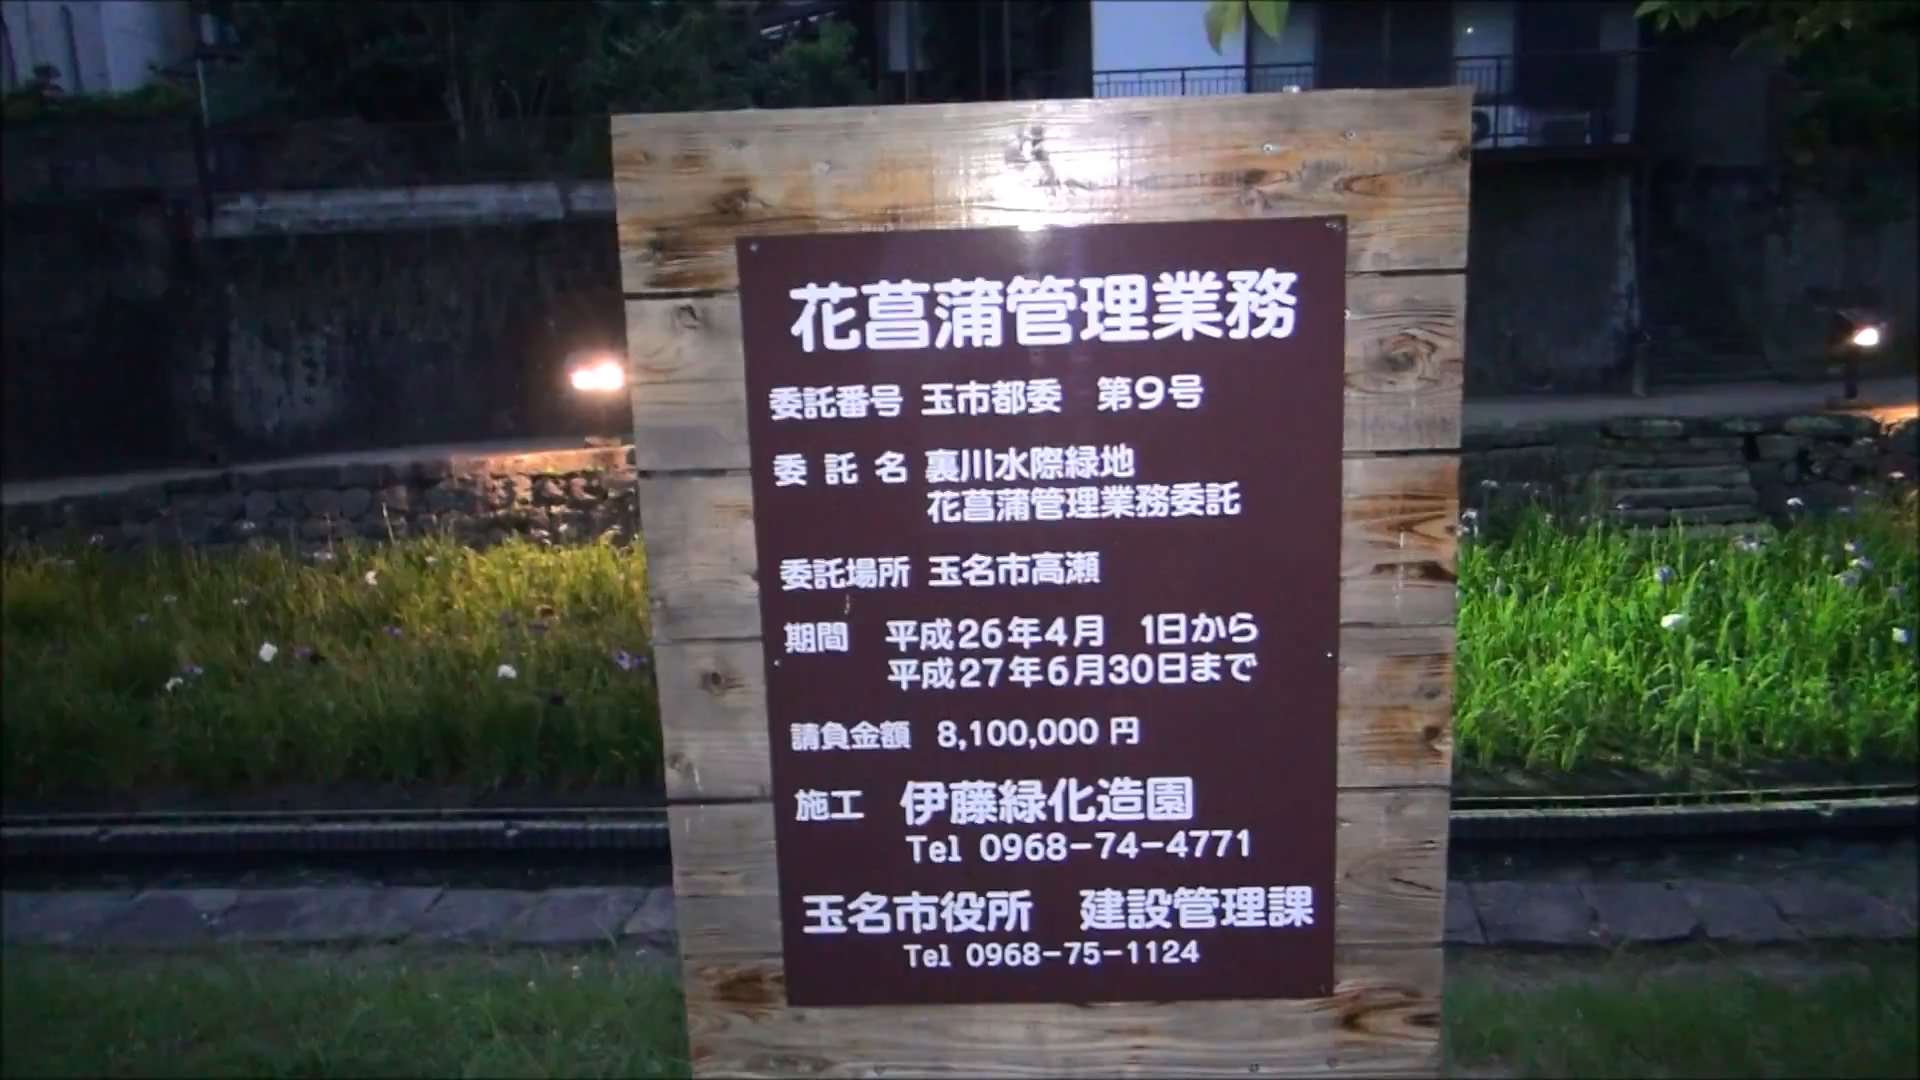 花菖蒲管理業務
委託番号 玉市都委 第9号
委託名 裏川水際緑地
花菖蒲管理業務委託
委託場所 玉名市高瀬
期間 平成26年4月 1日から
平成27年6月30日まで
請負金額 8,100,000円
施工 伊藤緑化造園
Tel 0968-74-4771
玉名市役所 建設管理課
Tel 0968-75-1124